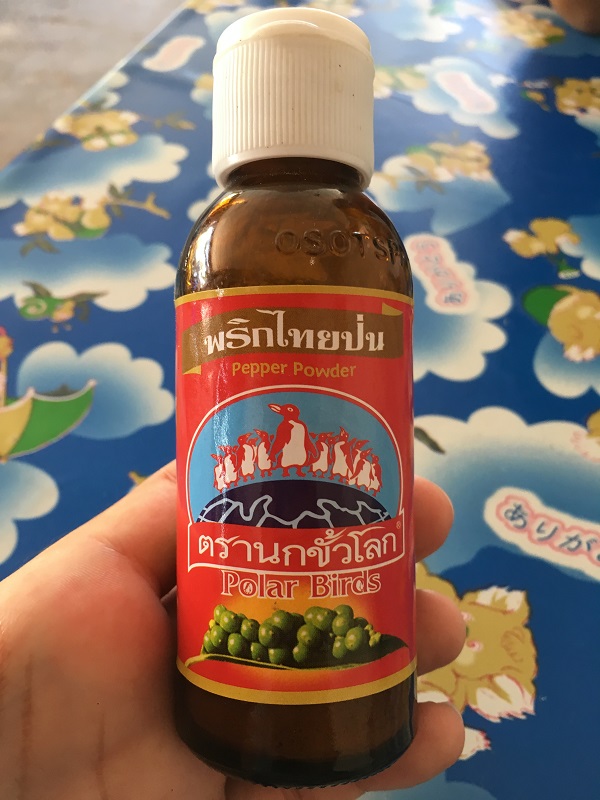 OSOTSP
พริกไทยป่น
Pepper Powder
ตรานกขั้วโลก®
Polar Birds
ありが